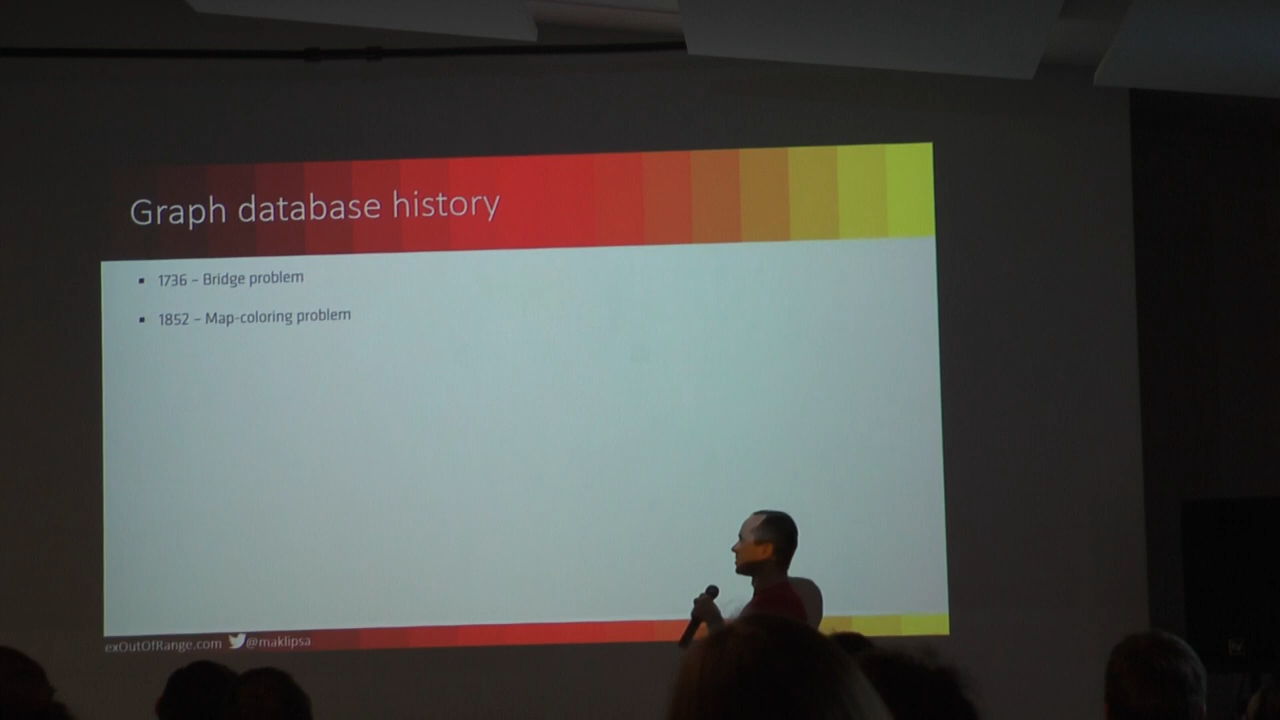 Graph database history
▪ 1736 – Bridge problem
▪ 1852 – Map-coloring problem
exOutOfRange.com @maklipsa